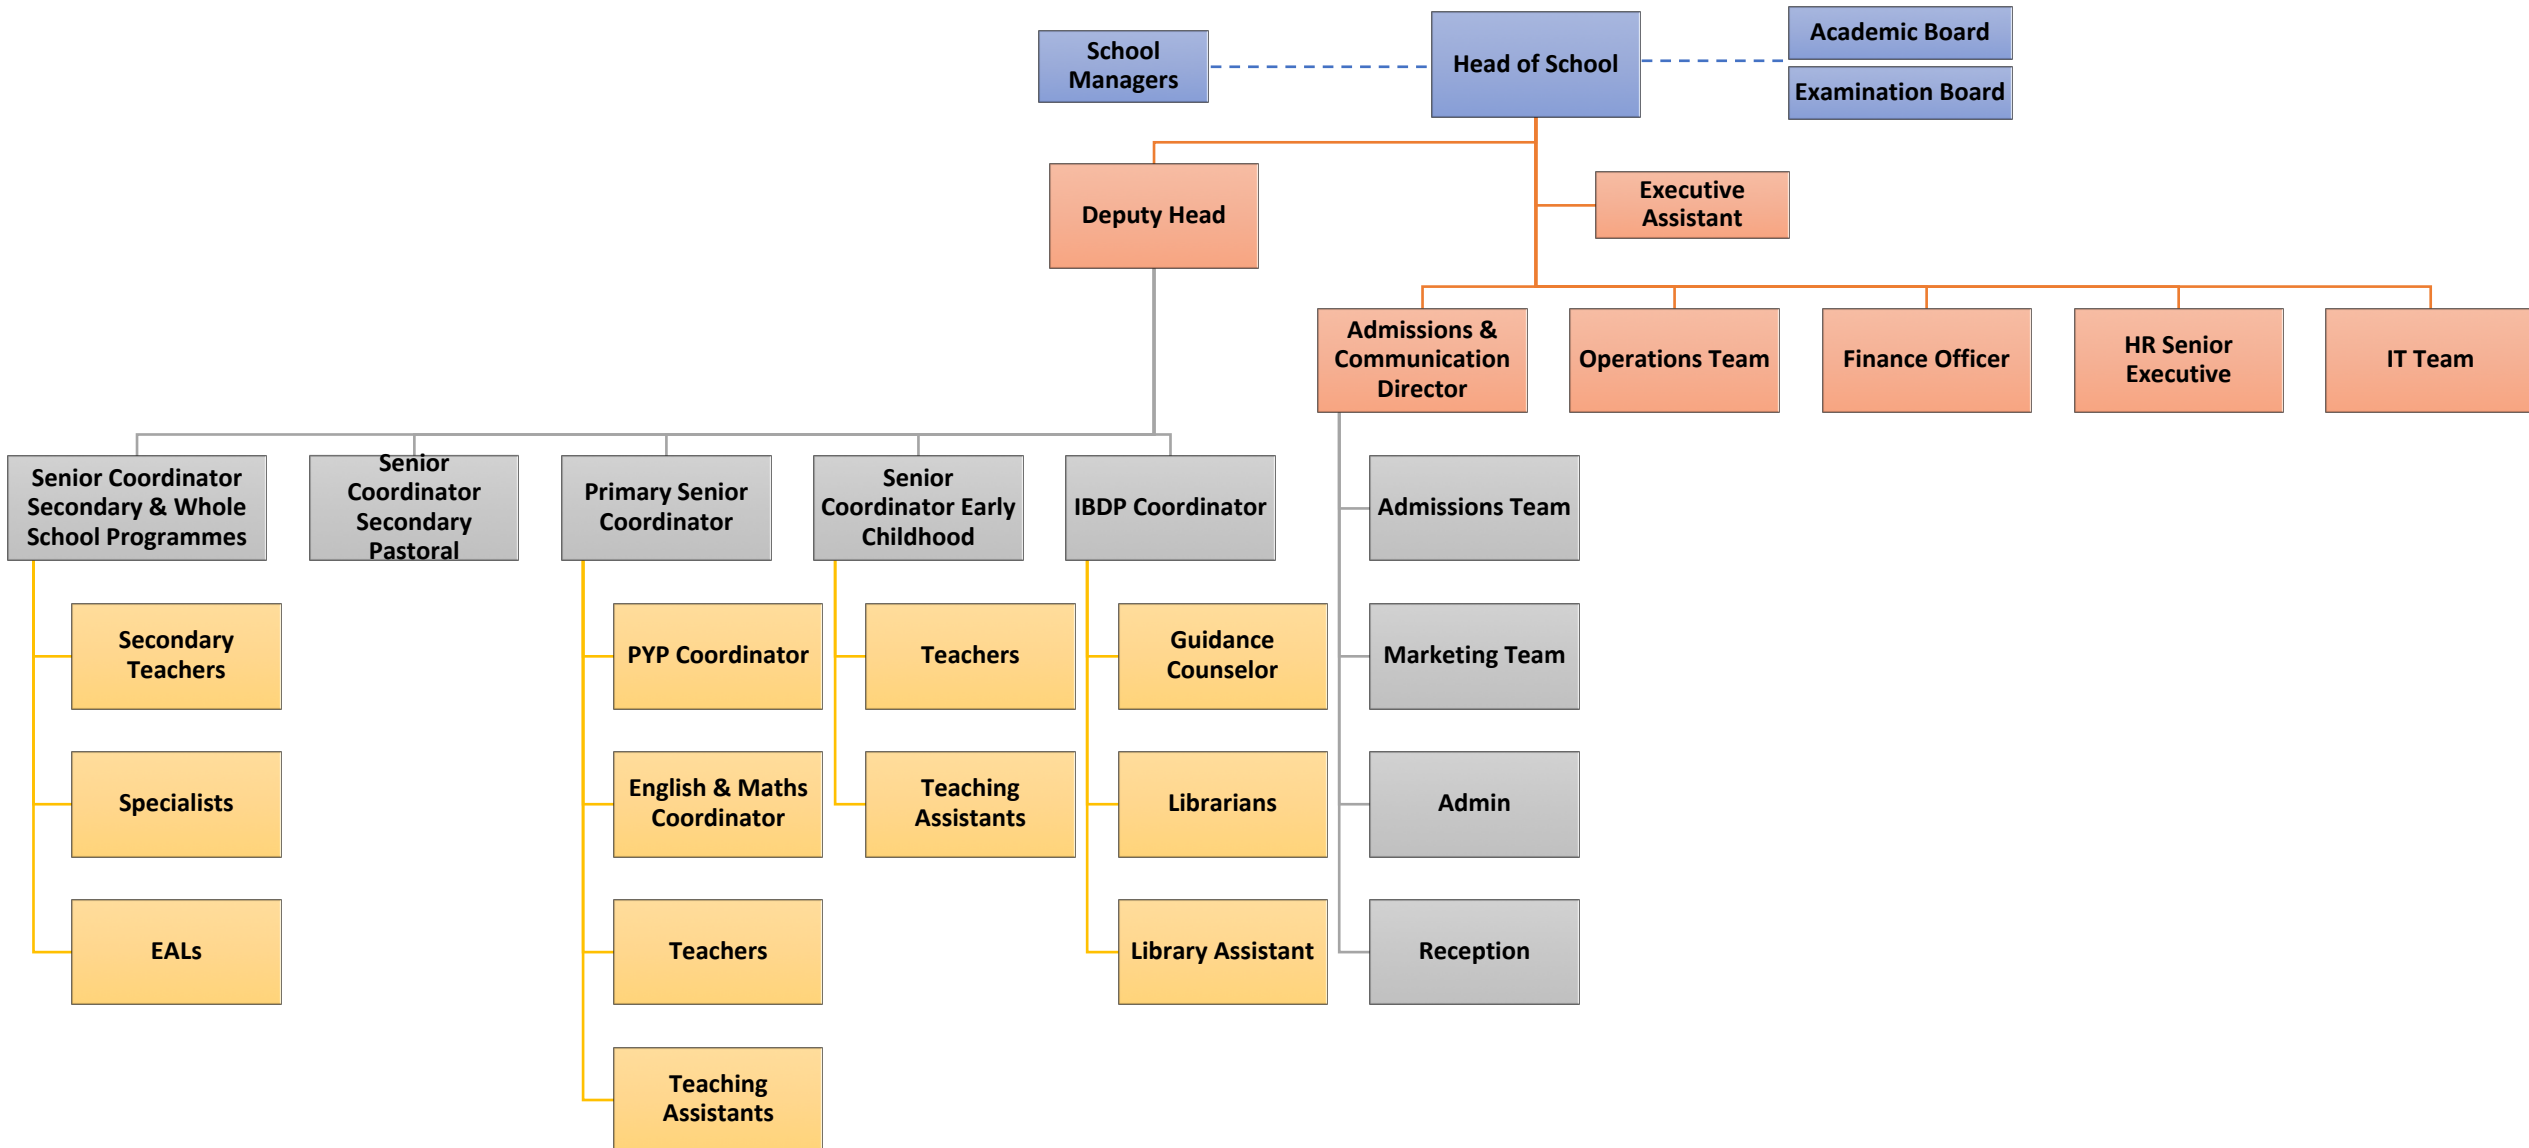 School
Managers
Head of School
Academic Board
Examination Board
Deputy Head
Executive
Assistant
Admissions &
Communication
Director
Operations Team
Finance Officer
HR Senior
Executive
IT Team
Senior Coordinator
Secondary & Whole
School Programmes
Senior
Coordinator
Secondary
Pastoral
Primary Senior
Coordinator
Senior
Coordinator Early
Childhood
IBDP Coordinator
Admissions Team
Secondary
Teachers
PYP Coordinator
Teachers
Guidance
Counselor
Marketing Team
Specialists
English & Maths
Coordinator
Teaching
Assistants
Librarians
Admin
EALs
Teachers
Library Assistant
Reception
Teaching
Assistants